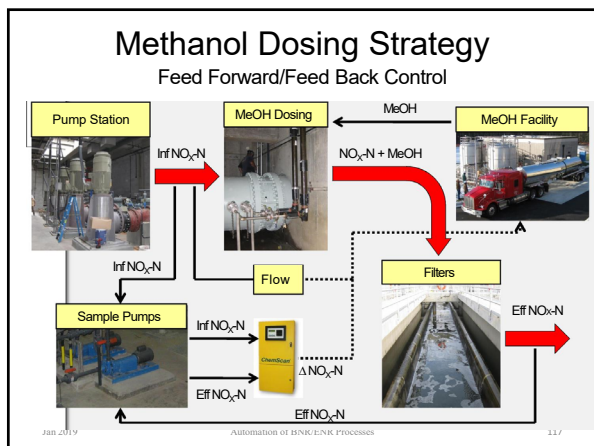 Methanol Dosing Strategy
Feed Forward/Feed Back Control
Pump Station
Inf NOX-N
MeOH Dosing
MeOH
MeOH Facility
NOX-N + MeOH
Inf NOX-N
Flow
Filters
Sample Pumps
Inf NOX-N
ChemScan
Eff NOX-N
Δ NOX-N
Eff NOX-N
Eff NOX-N
Jan 2019
Automation of BNR/ENR Processes
117